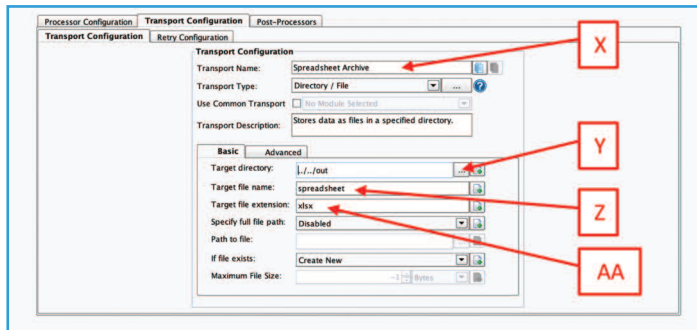 Processor Configuration Transport Configuration Post-Processors
Transport Configuration Retry Configuration
Transport Configuration
X
Transport Name: Spreadsheet Archive
Transport Type: Directory / File ...
Use Common Transport No Module Selected
Transport Description: Stores data as files in a specified directory.
Y
Basic Advanced
Target directory: ../../out ...
Target file name: spreadsheet
Z
Target file extension: xlsx
Specify full file path: Disabled
Path to file:
AA
If file exists: Create New
Maximum File Size: -1 Bytes